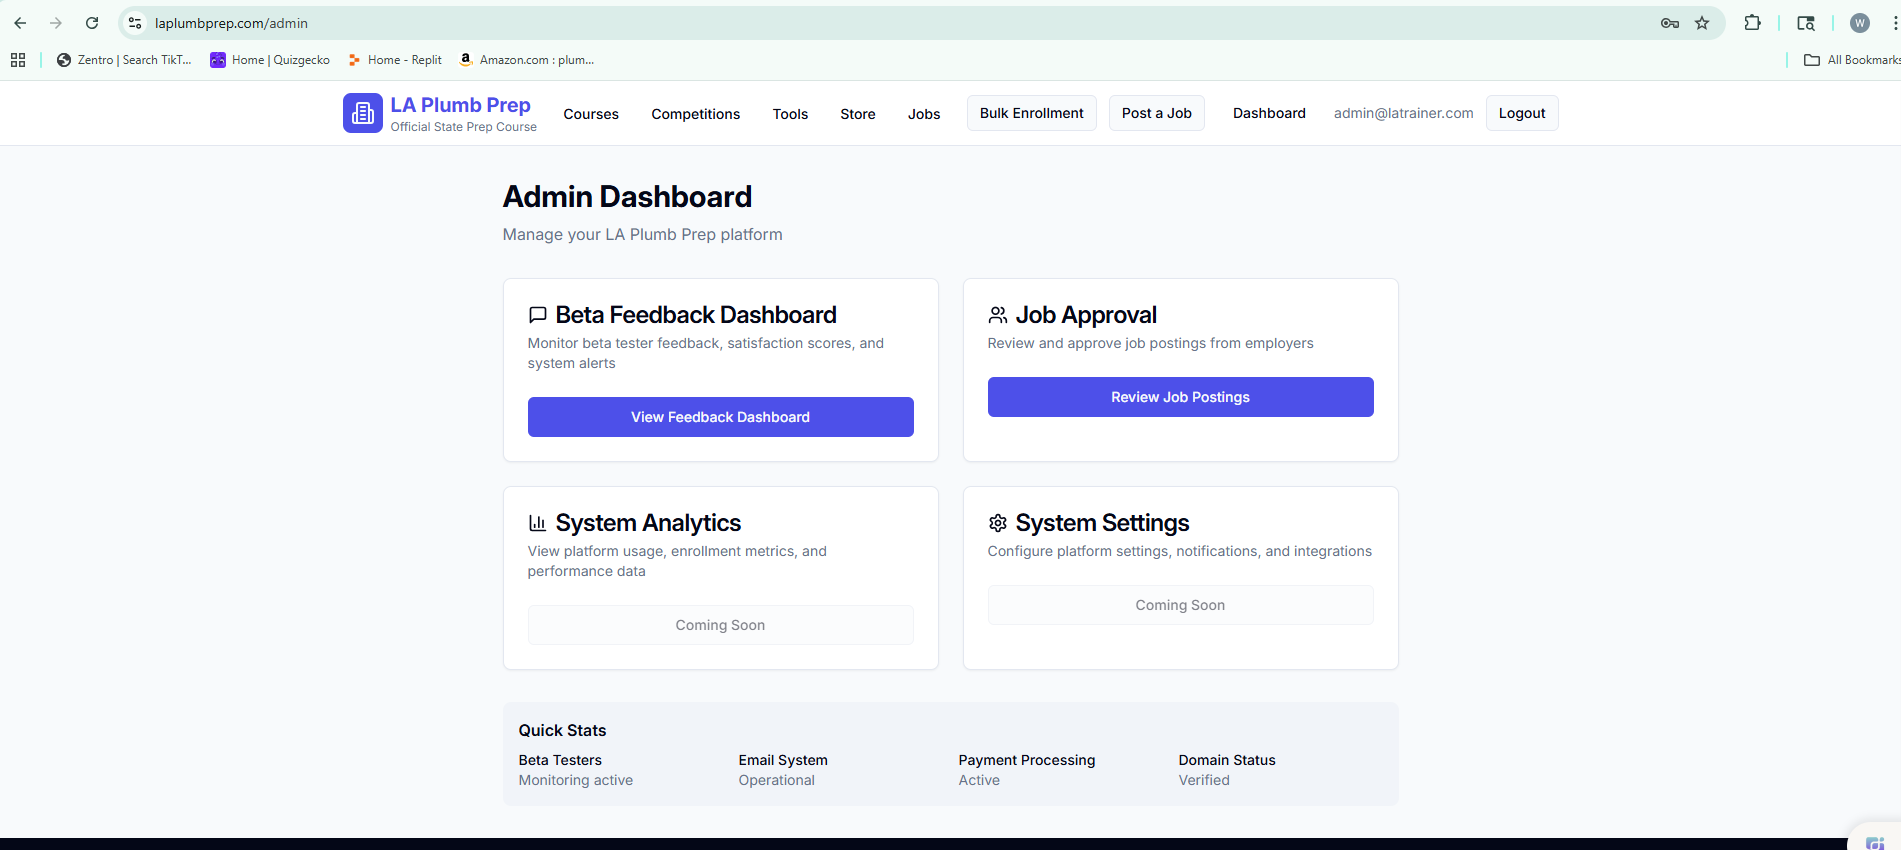 laplumbprep.com/admin
W
Zentro | Search TikT...
Home | Quizgecko
Home - Replit
Amazon.com : plum...
All Bookmarks
LA Plumb Prep
Official State Prep Course
Courses
Competitions
Tools
Store
Jobs
Bulk Enrollment
Post a Job
Dashboard
admin@latrainer.com
Logout
Admin Dashboard
Manage your LA Plumb Prep platform
Beta Feedback Dashboard
Monitor beta tester feedback, satisfaction scores, and
system alerts
View Feedback Dashboard
Job Approval
Review and approve job postings from employers
Review Job Postings
System Analytics
View platform usage, enrollment metrics, and
performance data
Coming Soon
System Settings
Configure platform settings, notifications, and integrations
Coming Soon
Quick Stats
Beta Testers
Monitoring active
Email System
Operational
Payment Processing
Active
Domain Status
Verified